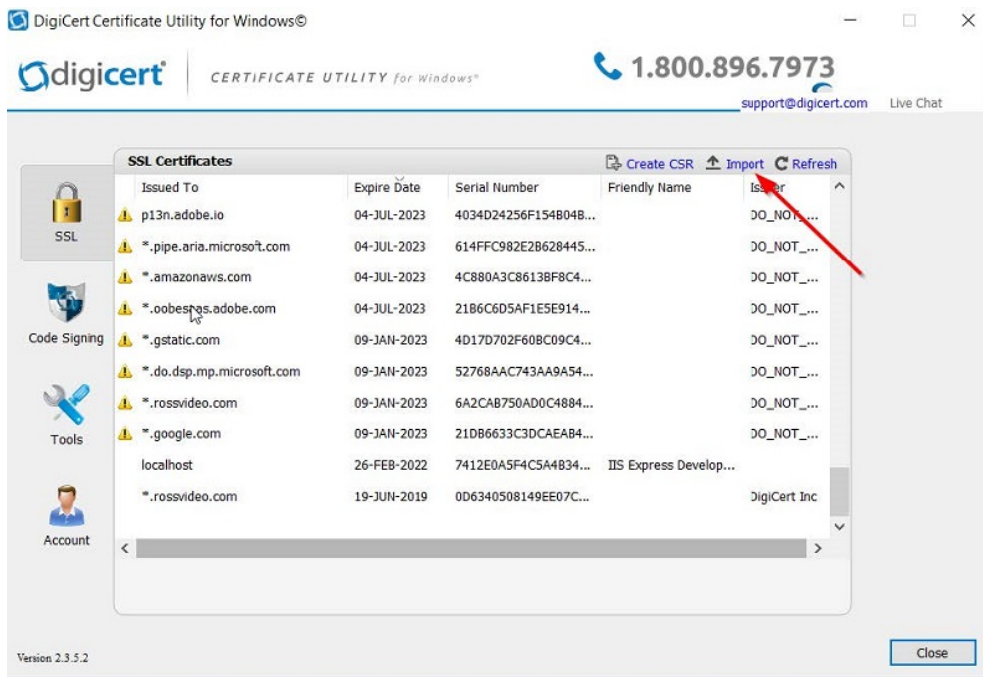 DigiCert Certificate Utility for Windows©
digicert CERTIFICATE UTILITY for Windows®
1.800.896.7973
support@digicert.com Live Chat
SSL Certificates Create CSR Import Refresh
Issued To Expire Date Serial Number Friendly Name
p13n.adobe.io 04-JUL-2023 4034D24256F154B04B...
*.pipe.aria.microsoft.com 04-JUL-2023 614FFC982E2B628445... DO_NOT_...
*.amazonaws.com 04-JUL-2023 4C880A3C8613BF8C4... DO_NOT_...
04-JUL-2023 21B6C6D5AF1E5E914... DO_NOT_...
*.gstatic.com 09-JAN-2023 4D17D702F60BC09C4... DO_NOT_...
*.do.dsp.mp.microsoft.com 09-JAN-2023 52768AAC743AA9A54... DO_NOT_...
*.rossvideo.com 09-JAN-2023 6A2CAB750AD0C4884... DO_NOT_...
*.google.com 09-JAN-2023 21DB6633C3DCAEAB4... DO_NOT_...
localhost 26-FEB-2022 7412E0A5F4C5A4B34... IIS Express Develop...
*.rossvideo.com 19-JUN-2019 0D6340508149EE07C... DigiCert Inc
SSL
Code Signing
Tools
Account
Version 2.3.5.2
Close